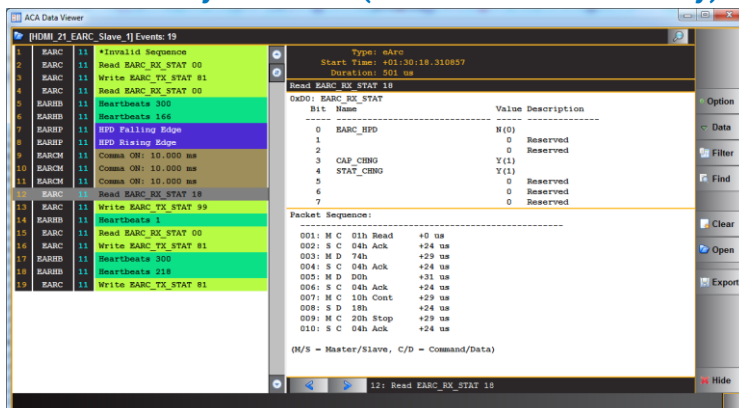 ACA Data Viewer
[HDMI_21_EARC_Slave_1] Events: 19
1 EARC 11 *Invalid Sequence
2 EARC 11 Read EARC_RX_STAT 00
3 EARC 11 Write EARC_TX_STAT 81
4 EARC 11 Read EARC_RX_STAT 00
5 EARHB 11 Heartbeats 300
6 EARHB 11 Heartbeats 166
7 EARHP 11 HPD Falling Edge
8 EARHP 11 HPD Rising Edge
9 EARCM 11 Comma ON: 10.000 ms
10 EARCM 11 Comma ON: 10.000 ms
11 EARCM 11 Comma ON: 10.000 ms
12 EARC 11 Read EARC_RX_STAT 18
13 EARC 11 Write EARC_TX_STAT 99
14 EARHB 11 Heartbeats 1
15 EARC 11 Read EARC_RX_STAT 00
16 EARC 11 Write EARC_TX_STAT 81
17 EARHB 11 Heartbeats 300
18 EARHB 11 Heartbeats 218
19 EARC 11 Write EARC_TX_STAT 81
Type: eArc
Start Time: +01:30:18.310857
Duration: 501 us
Read EARC_RX_STAT 18
0xD0: EARC_RX_STAT
Bit Name Value Description
0 EARC_HPD N(0)
1 0 Reserved
2 0 Reserved
3 CAP_CHNG Y(1)
4 STAT_CHNG Y(1)
5 0 Reserved
6 0 Reserved
7 0 Reserved
Packet Sequence:
001: M C 01h Read +0 us
002: S C 04h Ack +24 us
003: M D 74h +29 us
004: S C 04h Ack +24 us
005: M D D0h +31 us
006: S C 04h Ack +24 us
007: M C 10h Cont +29 us
008: S D 18h +24 us
009: M C 20h Stop +29 us
010: S C 04h Ack +24 us
(M/S = Master/Slave, C/D = Command/Data)
12: Read EARC_RX_STAT 18
Option
Data
Filter
Find
Clear
Open
Export
Hide